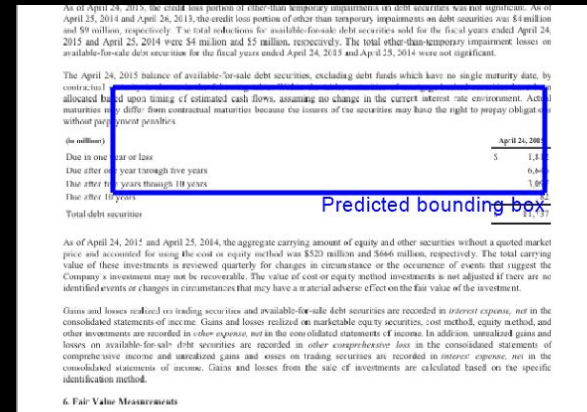 As of April 24, 2015, the credit loss portion of other-than-temporary impairments on debt securities was not significant. As of
April 25, 2014 and April 26, 2013, the credit loss portion of other than temporary impairments on debt securities was $4 million
and $9 million, respectively. The total reductions for available-for-sale debt securities sold for the fiscal years ended April 24,
2015 and April 25, 2014 were $4 million and $5 million, respectively. The total other-than-temporary impairment losses on
available-for-sale debt securities for the fiscal years ended April 24, 2015 and April 25, 2014 were not significant.
The April 24, 2015 balance of available-for-sale debt securities, excluding debt funds which have no single maturity date, by
contractual
allocated based upon timing of estimated cash flows, assuming no change in the current interest rate environment. Actual
maturities may differ from contractual maturities because the issuers of the securities may have the right to prepay obligations
without prepayment penalties.
(in millions) April 24, 2015
Due in one year or less $
Due after one year through five years
Due after five years through 10 years
Due after 10 years
Predicted bounding box
Total debt securities
As of April 24, 2015 and April 25, 2014, the aggregate carrying amount of equity and other securities without a quoted market
price and accounted for using the cost or equity method was $520 million and $666 million, respectively. The total carrying
value of these investments is reviewed quarterly for changes in circumstance or the occurrence of events that suggest the
Company s investment may not be recoverable. The value of cost or equity method investments is not adjusted if there are no
identified events or changes in circumstances that may have a material adverse effect on the fair value of the investment.
Gains and losses realized on trading securities and available-for-sale debt securities are recorded in interest expense, net in the
consolidated statements of income. Gains and losses realized on marketable equity securities, cost method, equity method, and
other investments are recorded in other expense, net in the consolidated statements of income. In addition, unrealized gains and
losses on available-for-sale debt securities are recorded in other comprehensive loss in the consolidated statements of
comprehensive income and unrealized gains and losses on trading securities are recorded in interest expense, net in the
consolidated statements of income. Gains and losses from the sale of investments are calculated based on the specific
identification method.
6. Fair Value Measurements